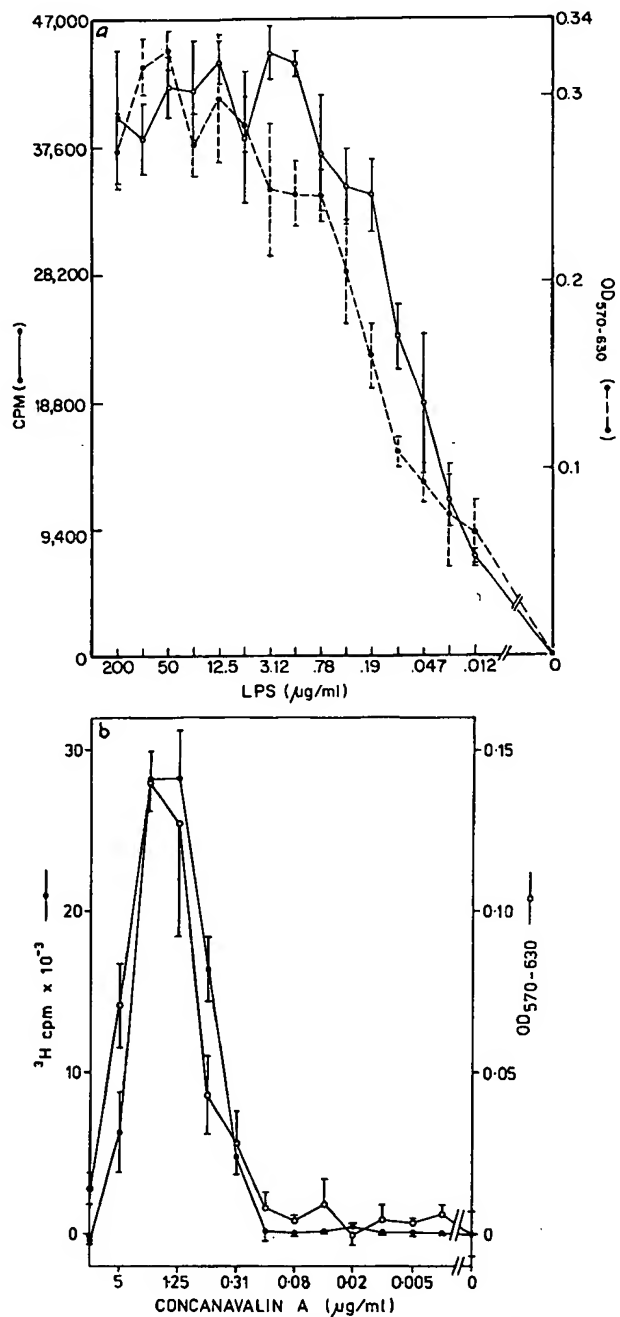 a
47,000
37,600
28,200
18,800
9,400
0
CPM (•——•)
0.34
0.3
0.2
0.1
OD570-630 (•---•)
200 50 12.5 3.12 .78 .19 .047 .012 0
LPS (µg/ml)
b
30
20
10
0
³H cpm x 10⁻³
0·15
0·10
0·05
0
OD570-630
5 1·25 0·31 0·08 0·02 0·005 0
CONCANAVALIN A (µg/ml)